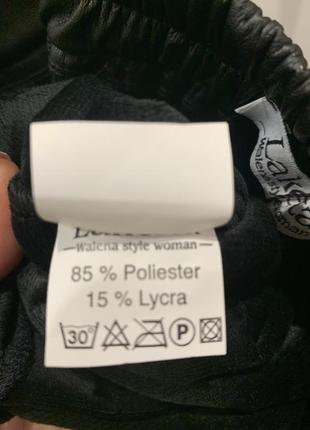 —Walena style woman—
85 % Poliester
15 % Lycra
30°
P